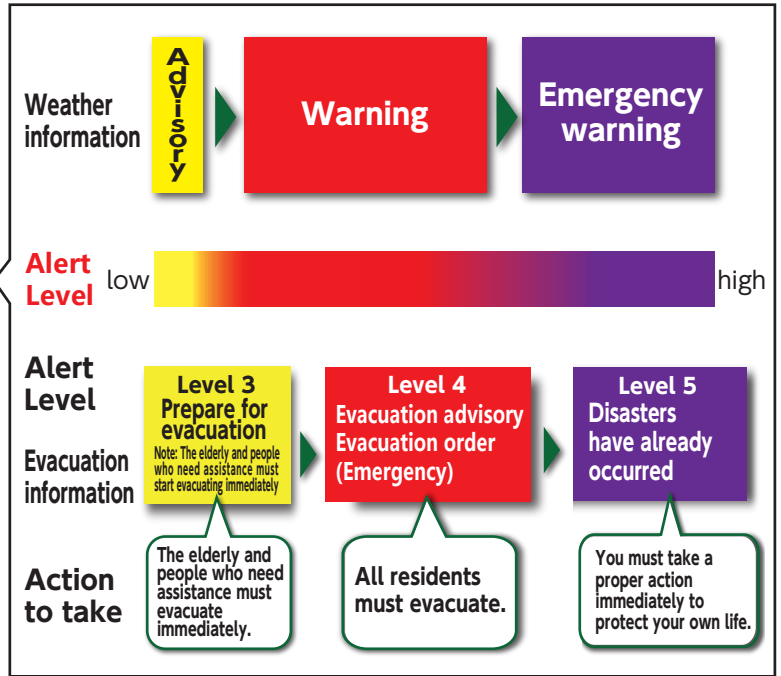 Weather
information
Advisory
Warning
Emergency
warning
Alert
Level
low
high
Alert
Level
Evacuation
information
Level 3
Prepare for
evacuation
Note: The elderly and people
who need assistance must
start evacuating immediately
Level 4
Evacuation advisory
Evacuation order
(Emergency)
Level 5
Disasters
have already
occurred
Action
to take
The elderly and
people who need
assistance must
evacuate
immediately.
All residents
must evacuate.
You must take a
proper action
immediately to
protect your own life.